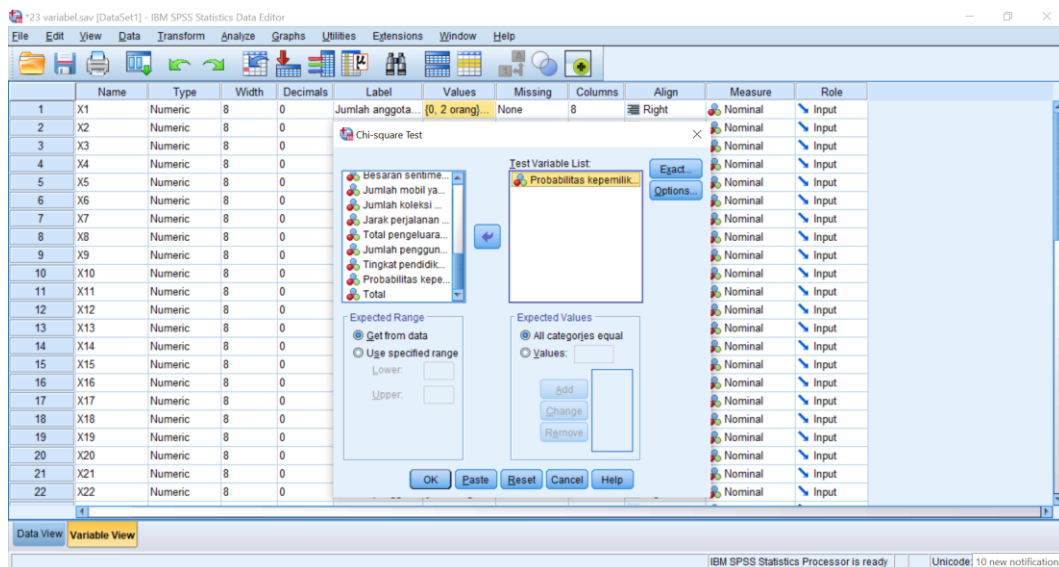 *23 variabel.sav [DataSet1] - IBM SPSS Statistics Data Editor
File Edit View Data Transform Analyze Graphs Utilities Extensions Window Help
Name Type Width Decimals Label Values Missing Columns Align Measure Role
1 X1 Numeric 8 0 Jumlah anggota... {0, 2 orang}... None 8 Right Nominal Input
2 X2 Numeric 8 0 Nominal Input
3 X3 Numeric 8 0 Nominal Input
4 X4 Numeric 8 0 Nominal Input
5 X5 Numeric 8 0 Nominal Input
6 X6 Numeric 8 0 Nominal Input
7 X7 Numeric 8 0 Nominal Input
8 X8 Numeric 8 0 Nominal Input
9 X9 Numeric 8 0 Nominal Input
10 X10 Numeric 8 0 Nominal Input
11 X11 Numeric 8 0 Nominal Input
12 X12 Numeric 8 0 Nominal Input
13 X13 Numeric 8 0 Nominal Input
14 X14 Numeric 8 0 Nominal Input
15 X15 Numeric 8 0 Nominal Input
16 X16 Numeric 8 0 Nominal Input
17 X17 Numeric 8 0 Nominal Input
18 X18 Numeric 8 0 Nominal Input
19 X19 Numeric 8 0 Nominal Input
20 X20 Numeric 8 0 Nominal Input
21 X21 Numeric 8 0 Nominal Input
22 X22 Numeric 8 0 Nominal Input
Chi-square Test
Besaran sentime...
Jumlah mobil ya...
Jumlah koleksi ...
Jarak perjalanan ...
Total pengeluara...
Jumlah penggun...
Tingkat pendidik...
Probabilitas kepe...
Total
Test Variable List:
Probabilitas kepemilik...
Exact...
Options...
Expected Range
Get from data
Use specified range
Lower:
Upper:
Expected Values
All categories equal
Values:
Add
Change
Remove
OK Paste Reset Cancel Help
Data View Variable View
IBM SPSS Statistics Processor is ready Unicode: 10 new notification